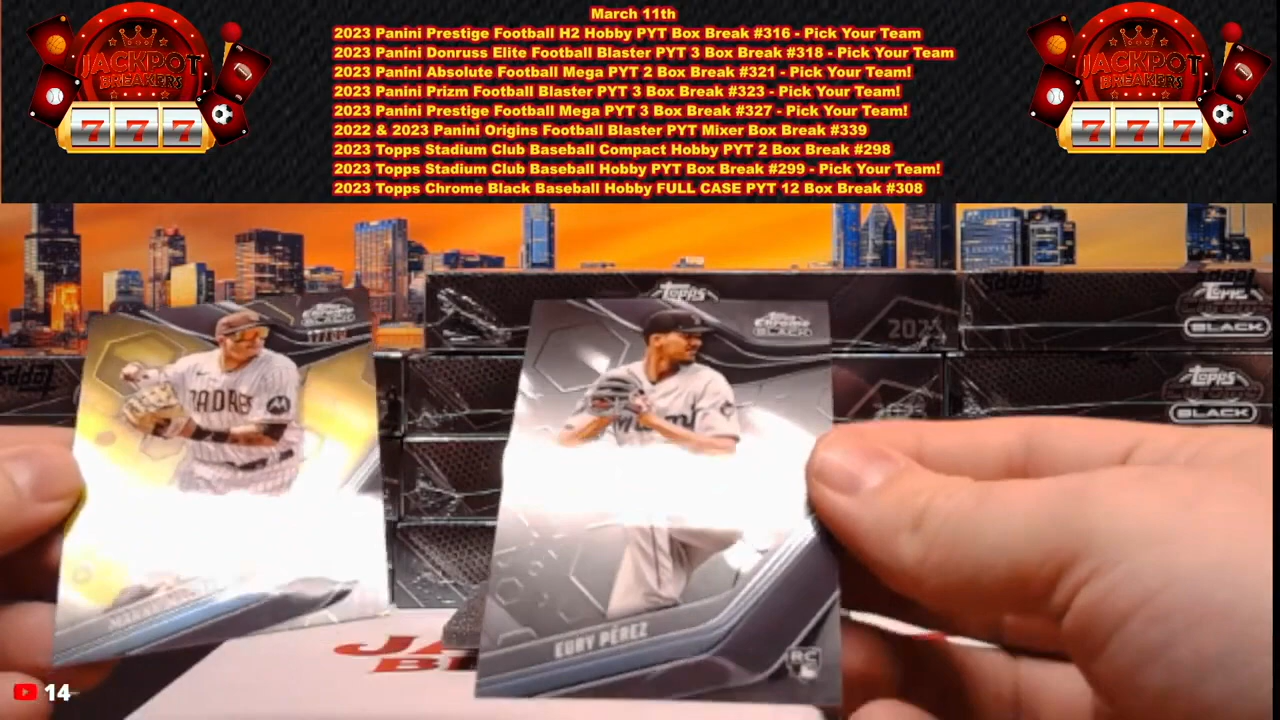 March 11th
2023 Panini Prestige Football H2 Hobby PYT Box Break #316 - Pick Your Team
2023 Panini Donruss Elite Football Blaster PYT 3 Box Break #318 - Pick Your Team
2023 Panini Absolute Football Mega PYT 2 Box Break #321 - Pick Your Team!
2023 Panini Prizm Football Blaster PYT 3 Box Break #323 - Pick Your Team!
2023 Panini Prestige Football Mega PYT 3 Box Break #327 - Pick Your Team!
2022 & 2023 Panini Origins Football Blaster PYT Mixer Box Break #339
2023 Topps Stadium Club Baseball Compact Hobby PYT 2 Box Break #298
2023 Topps Stadium Club Baseball Hobby PYT Box Break #299 - Pick Your Team!
2023 Topps Chrome Black Baseball Hobby FULL CASE PYT 12 Box Break #308
JACKPOT
BREAKERS
777
JACKPOT
BREAKERS
777
Topps
Topps
BLACK
Topps
BLACK
Topps
Topps
Chrome
BLACK
PADRES
Topps
Chrome
BLACK
Miami
EURY PÉREZ
RC
14